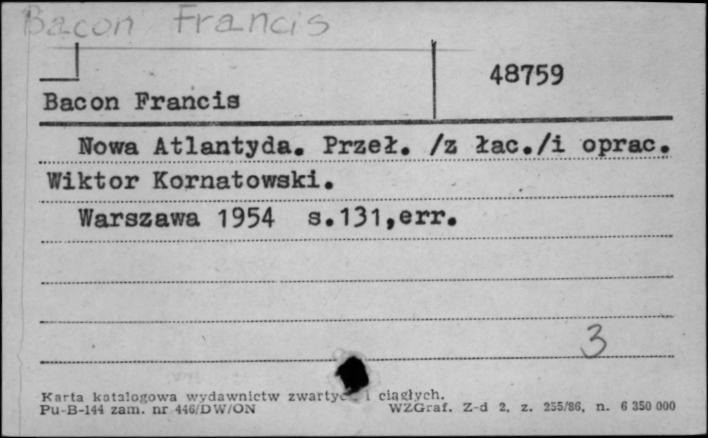 Bacon Francis
48759
Bacon Francis
Nowa Atlantyda. Przeł. /z łac./i oprac.
Wiktor Kornatowski.
Warszawa 1954 s.131,err.
3
Karta katalogowa wydawnictw i ciągłych.
Pu-B-144 zam. nr 446/DW/ON WZGraf. Z-d 2, z. 255/86, n. 6 350 000